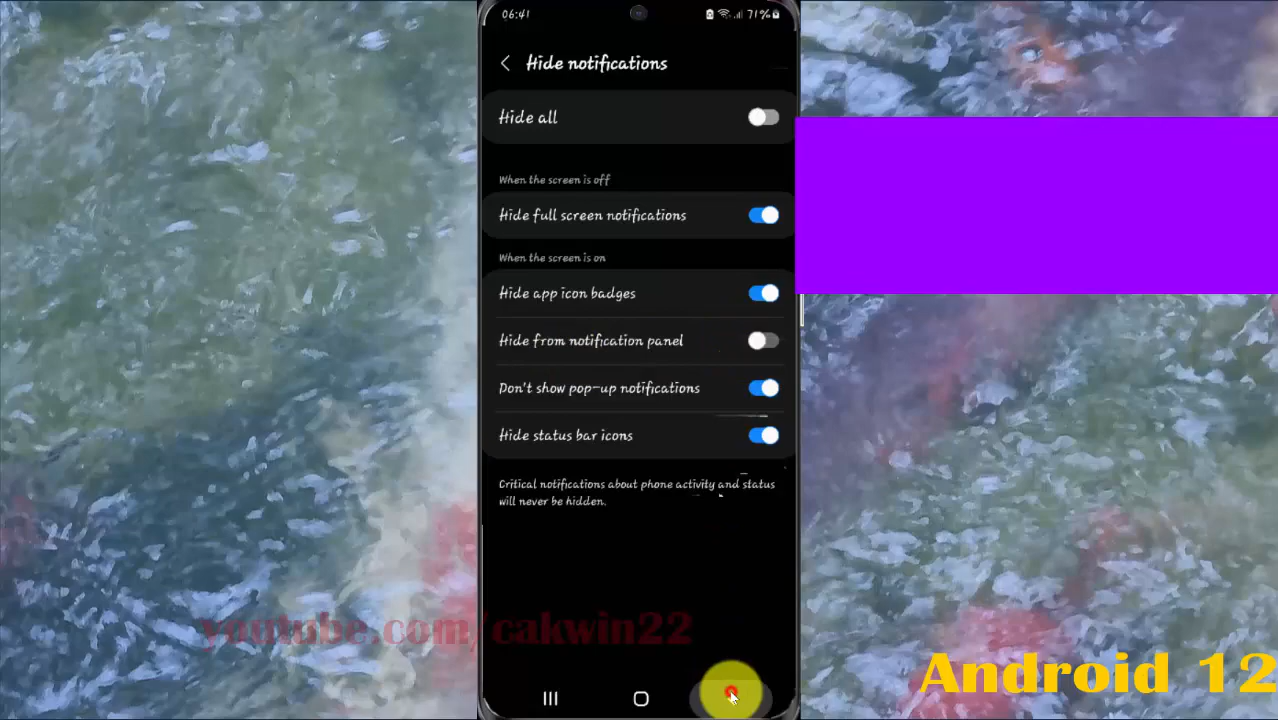 06:41
71%
Hide notifications
Hide all
When the screen is off
Hide full screen notifications
When the screen is on
Hide app icon badges
Hide from notification panel
Don't show pop-up notifications
Hide status bar icons
Critical notifications about phone activity and status
will never be hidden.
youtube.com/cakwin22
Android 12